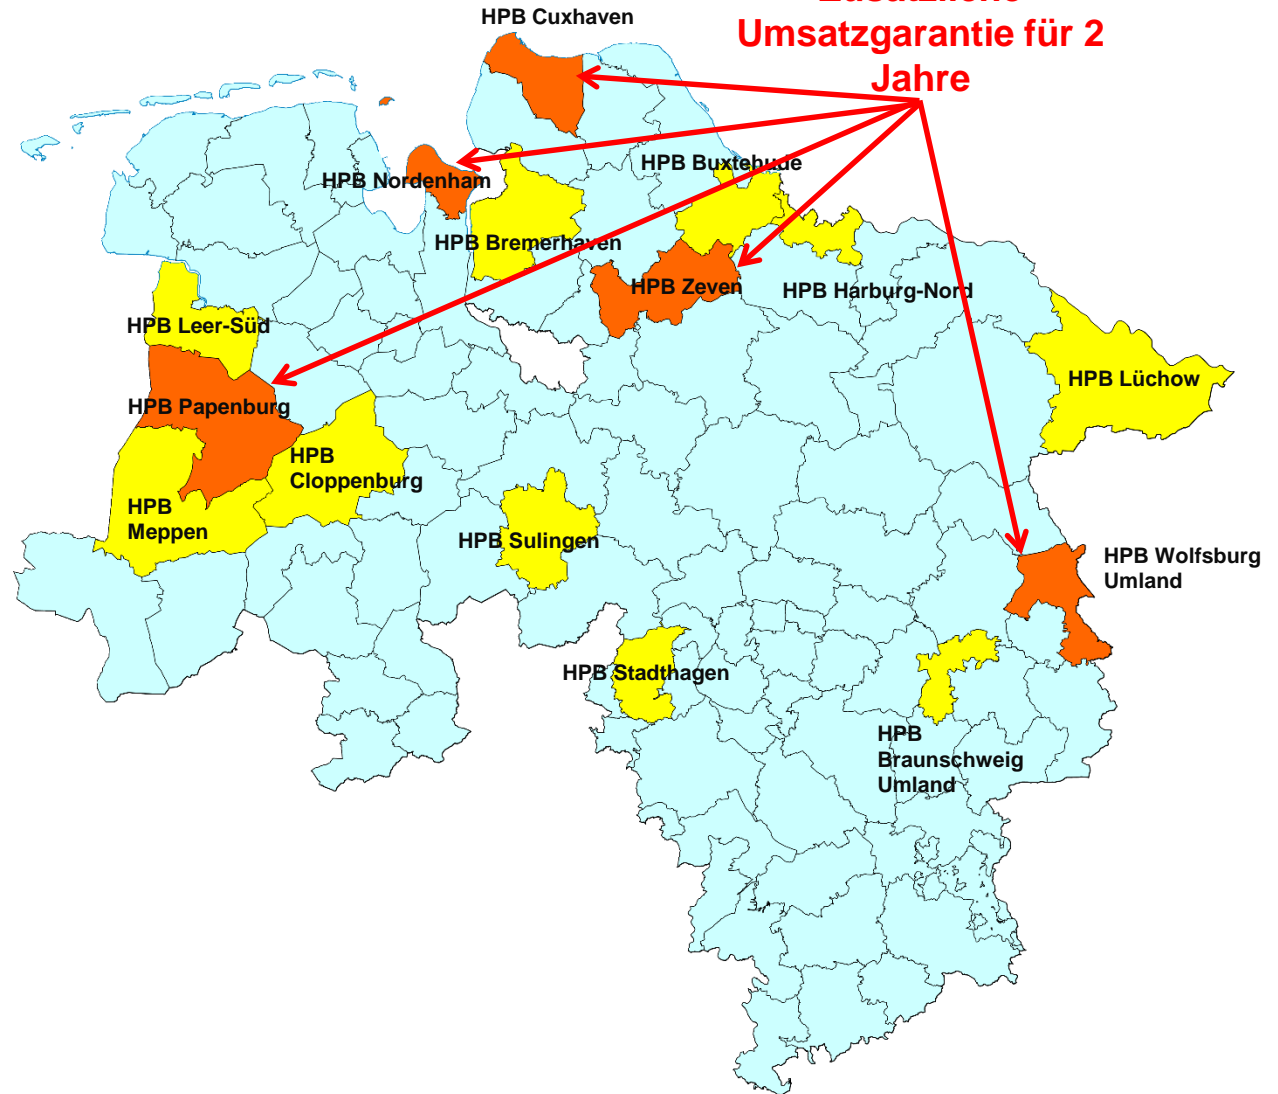 HPB Cuxhaven
Umsatzgarantie für 2
Jahre
HPB Buxtehude
HPB Nordenham
HPB Bremerhaven
HPB Zeven
HPB Harburg-Nord
HPB Leer-Süd
HPB Lüchow
HPB Papenburg
HPB
Cloppenburg
HPB
Meppen
HPB Sulingen
HPB Wolfsburg
Umland
HPB Stadthagen
HPB
Braunschweig
Umland